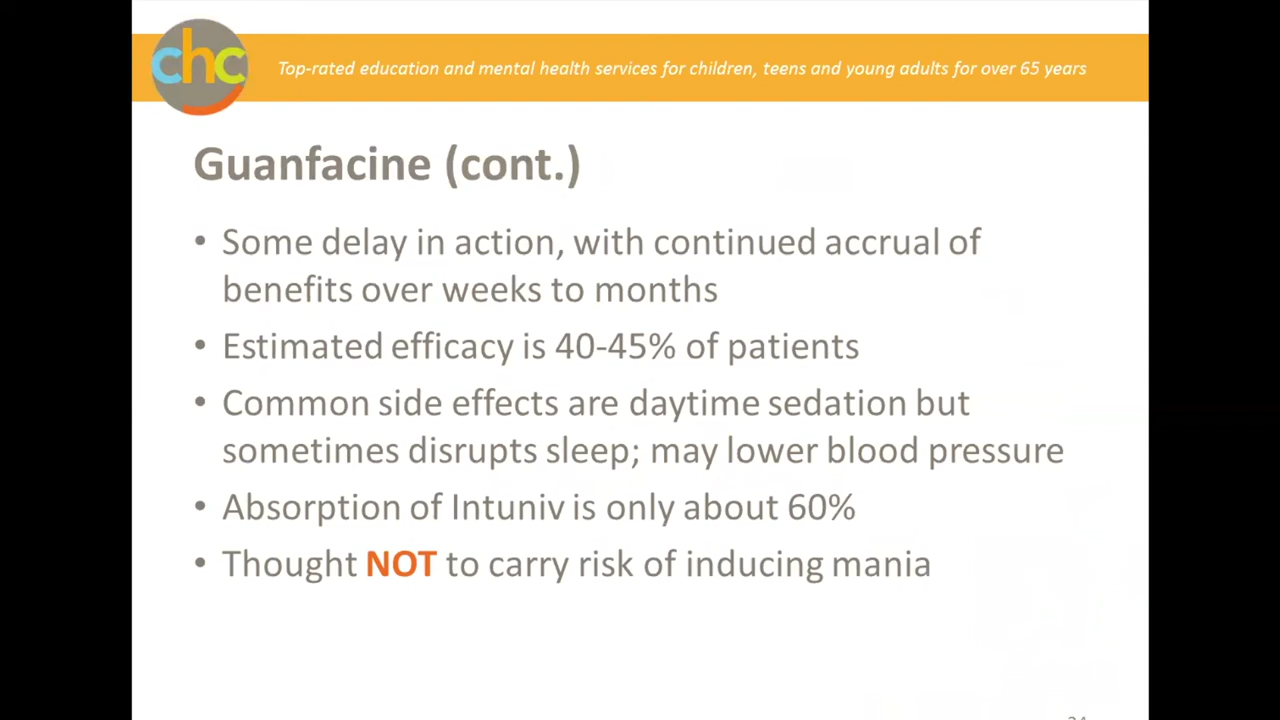 chc
Top-rated education and mental health services for children, teens and young adults for over 65 years
Guanfacine (cont.)
• Some delay in action, with continued accrual of
benefits over weeks to months
• Estimated efficacy is 40-45% of patients
• Common side effects are daytime sedation but
sometimes disrupts sleep; may lower blood pressure
• Absorption of Intuniv is only about 60%
• Thought NOT to carry risk of inducing mania